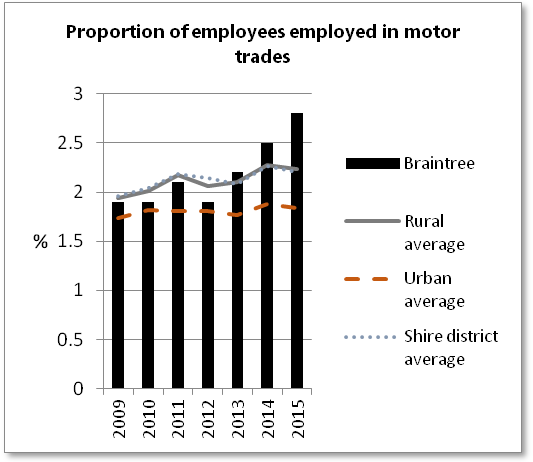 Proportion of employees employed in motor
trades
3
2.5
2
1.5
1
0.5
0
%
2009
2010
2011
2012
2013
2014
2015
Braintree
Rural
average
Urban
average
Shire district
average